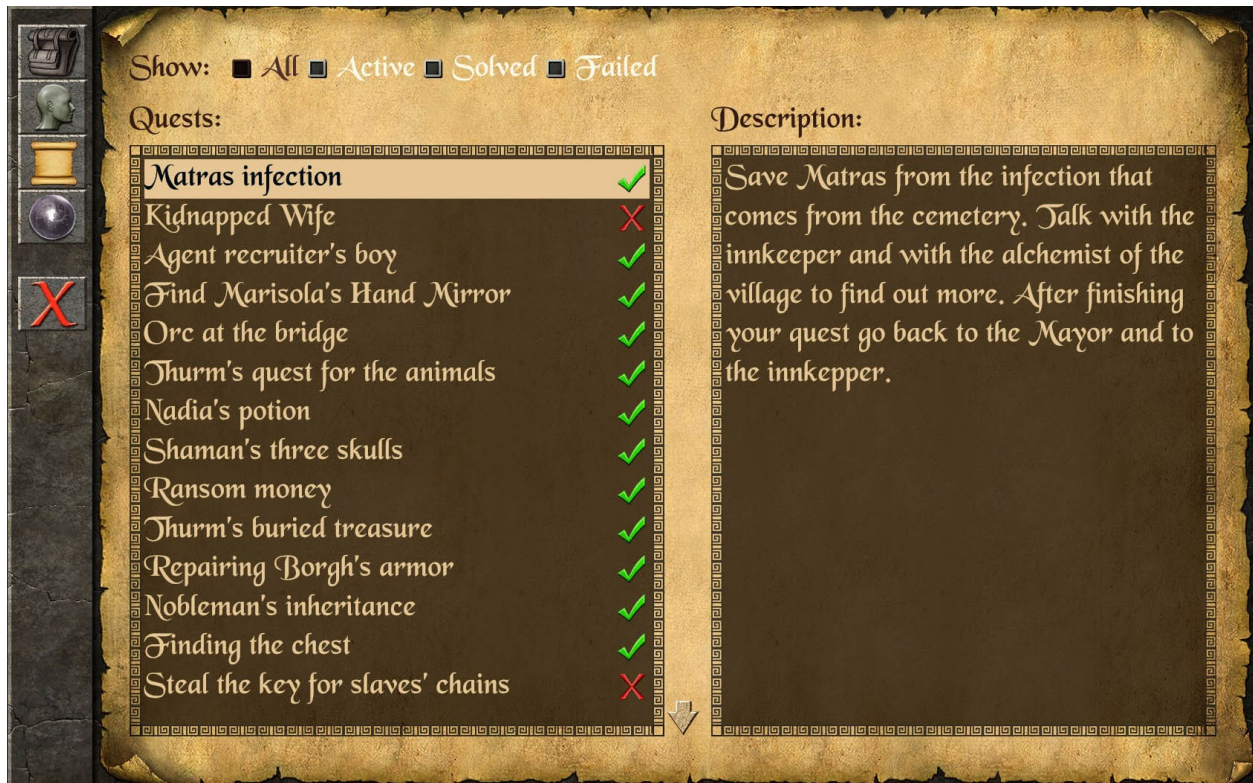 Show: All Active Solved Failed
Quests:
Matras infection
Kidnapped Wife
Agent recruiter's boy
Find Marisola's Hand Mirror
Orc at the bridge
Thurm's quest for the animals
Nadia's potion
Shaman's three skulls
Ransom money
Thurm's buried treasure
Repairing Borgh's armor
Nobleman's inheritance
Finding the chest
Steal the key for slaves' chains
Description:
Save Matras from the infection that
comes from the cemetery. Talk with the
innkeeper and with the alchemist of the
village to find out more. After finishing
your quest go back to the Mayor and to
the innkepper.